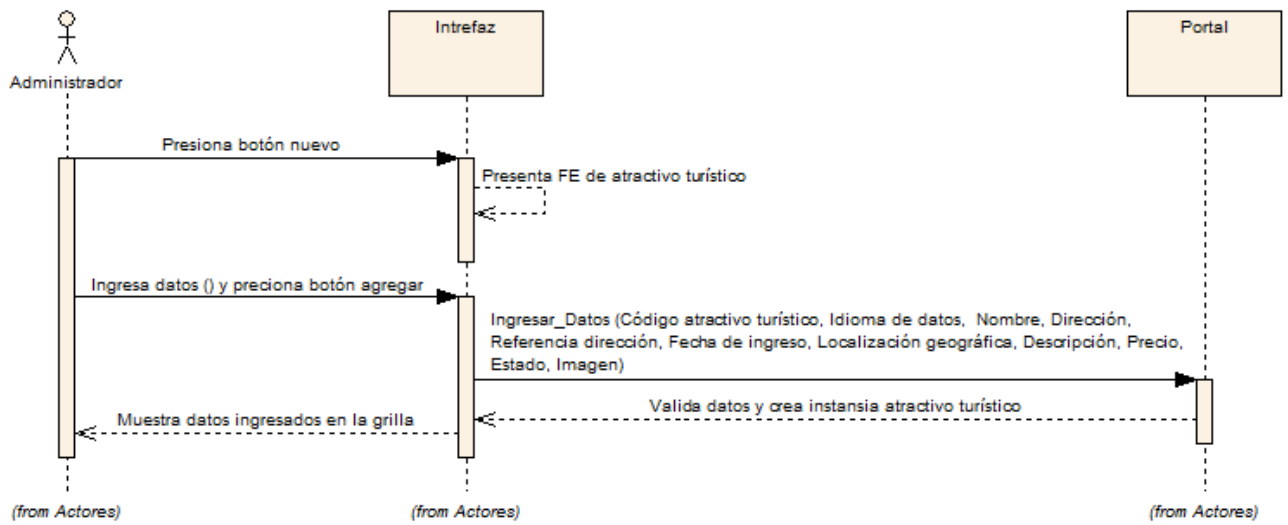 Intrefaz
Portal
Administrador
Presiona botón nuevo
Presenta FE de atractivo turístico
Ingresa datos () y preciona botón agregar
Ingresar_Datos (Código atractivo turístico, Idioma de datos,  Nombre, Dirección,
Referencia dirección, Fecha de ingreso, Localización geográfica, Descripción, Precio,
Estado, Imagen)
Valida datos y crea instansia atractivo turístico
Muestra datos ingresados en la grilla
(from Actores)
(from Actores)
(from Actores)